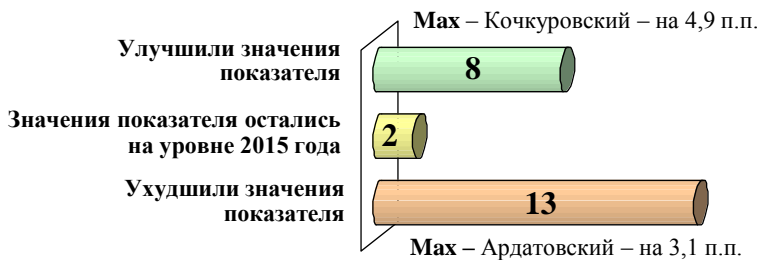 Max – Кочкуровский – на 4,9 п.п.
Улучшили значения
показателя
8
Значения показателя остались
на уровне 2015 года
2
Ухудшили значения
показателя
13
Max – Ардатовский – на 3,1 п.п.